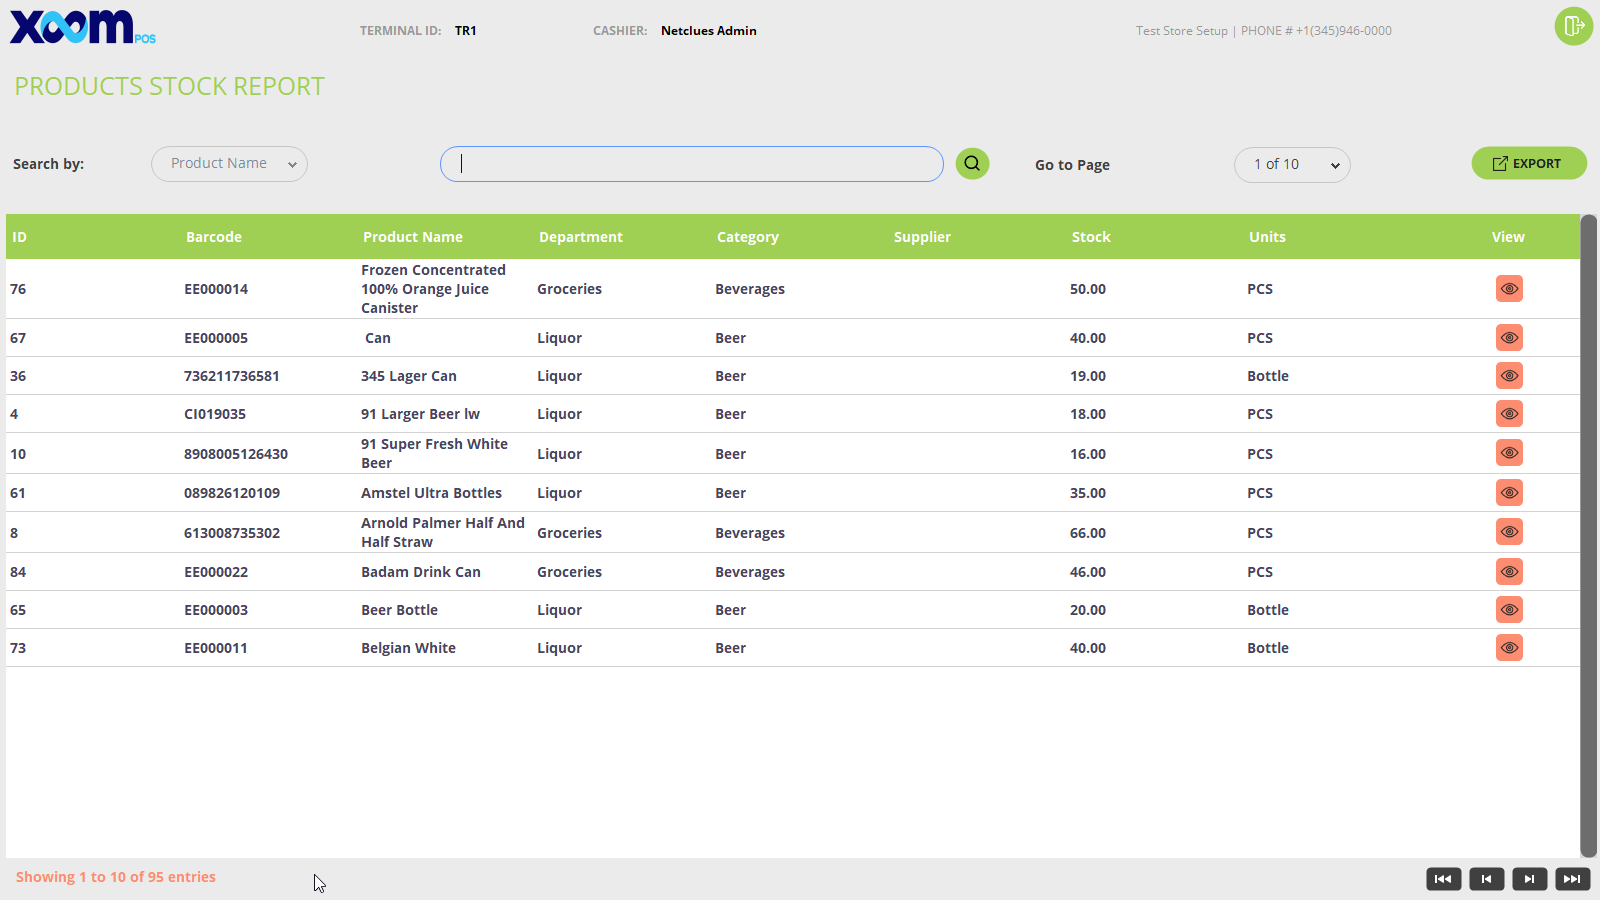 xoom POS
TERMINAL ID: TR1 CASHIER: Netclues Admin Test Store Setup | PHONE # +1(345)946-0000
PRODUCTS STOCK REPORT
Search by: Product Name Go to Page 1 of 10 EXPORT
ID Barcode Product Name Department Category Supplier Stock Units View
76 EE000014 Frozen Concentrated 100% Orange Juice Canister Groceries Beverages 50.00 PCS
67 EE000005 Can Liquor Beer 40.00 PCS
36 736211736581 345 Lager Can Liquor Beer 19.00 Bottle
4 CI019035 91 Larger Beer lw Liquor Beer 18.00 PCS
10 8908005126430 91 Super Fresh White Beer Liquor Beer 16.00 PCS
61 089826120109 Amstel Ultra Bottles Liquor Beer 35.00 PCS
8 613008735302 Arnold Palmer Half And Half Straw Groceries Beverages 66.00 PCS
84 EE000022 Badam Drink Can Groceries Beverages 46.00 PCS
65 EE000003 Beer Bottle Liquor Beer 20.00 Bottle
73 EE000011 Belgian White Liquor Beer 40.00 Bottle
Showing 1 to 10 of 95 entries